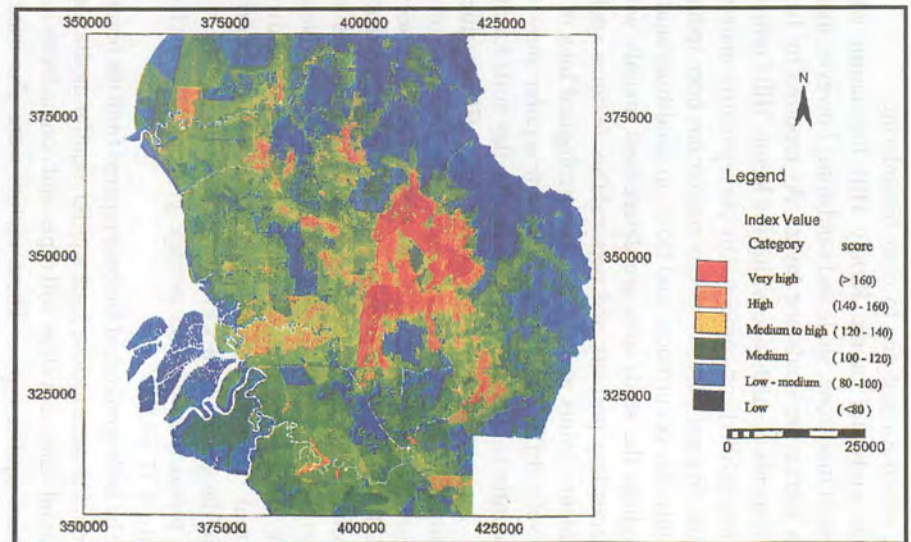 350000 375000 400000 425000
375000 375000
350000 350000
325000 325000
350000 375000 400000 425000
N
Legend
Index Value
Category score
Very high (> 160)
High (140 - 160)
Medium to high (120 - 140)
Medium (100 - 120)
Low - medium (80 -100)
Low (<80)
0 25000